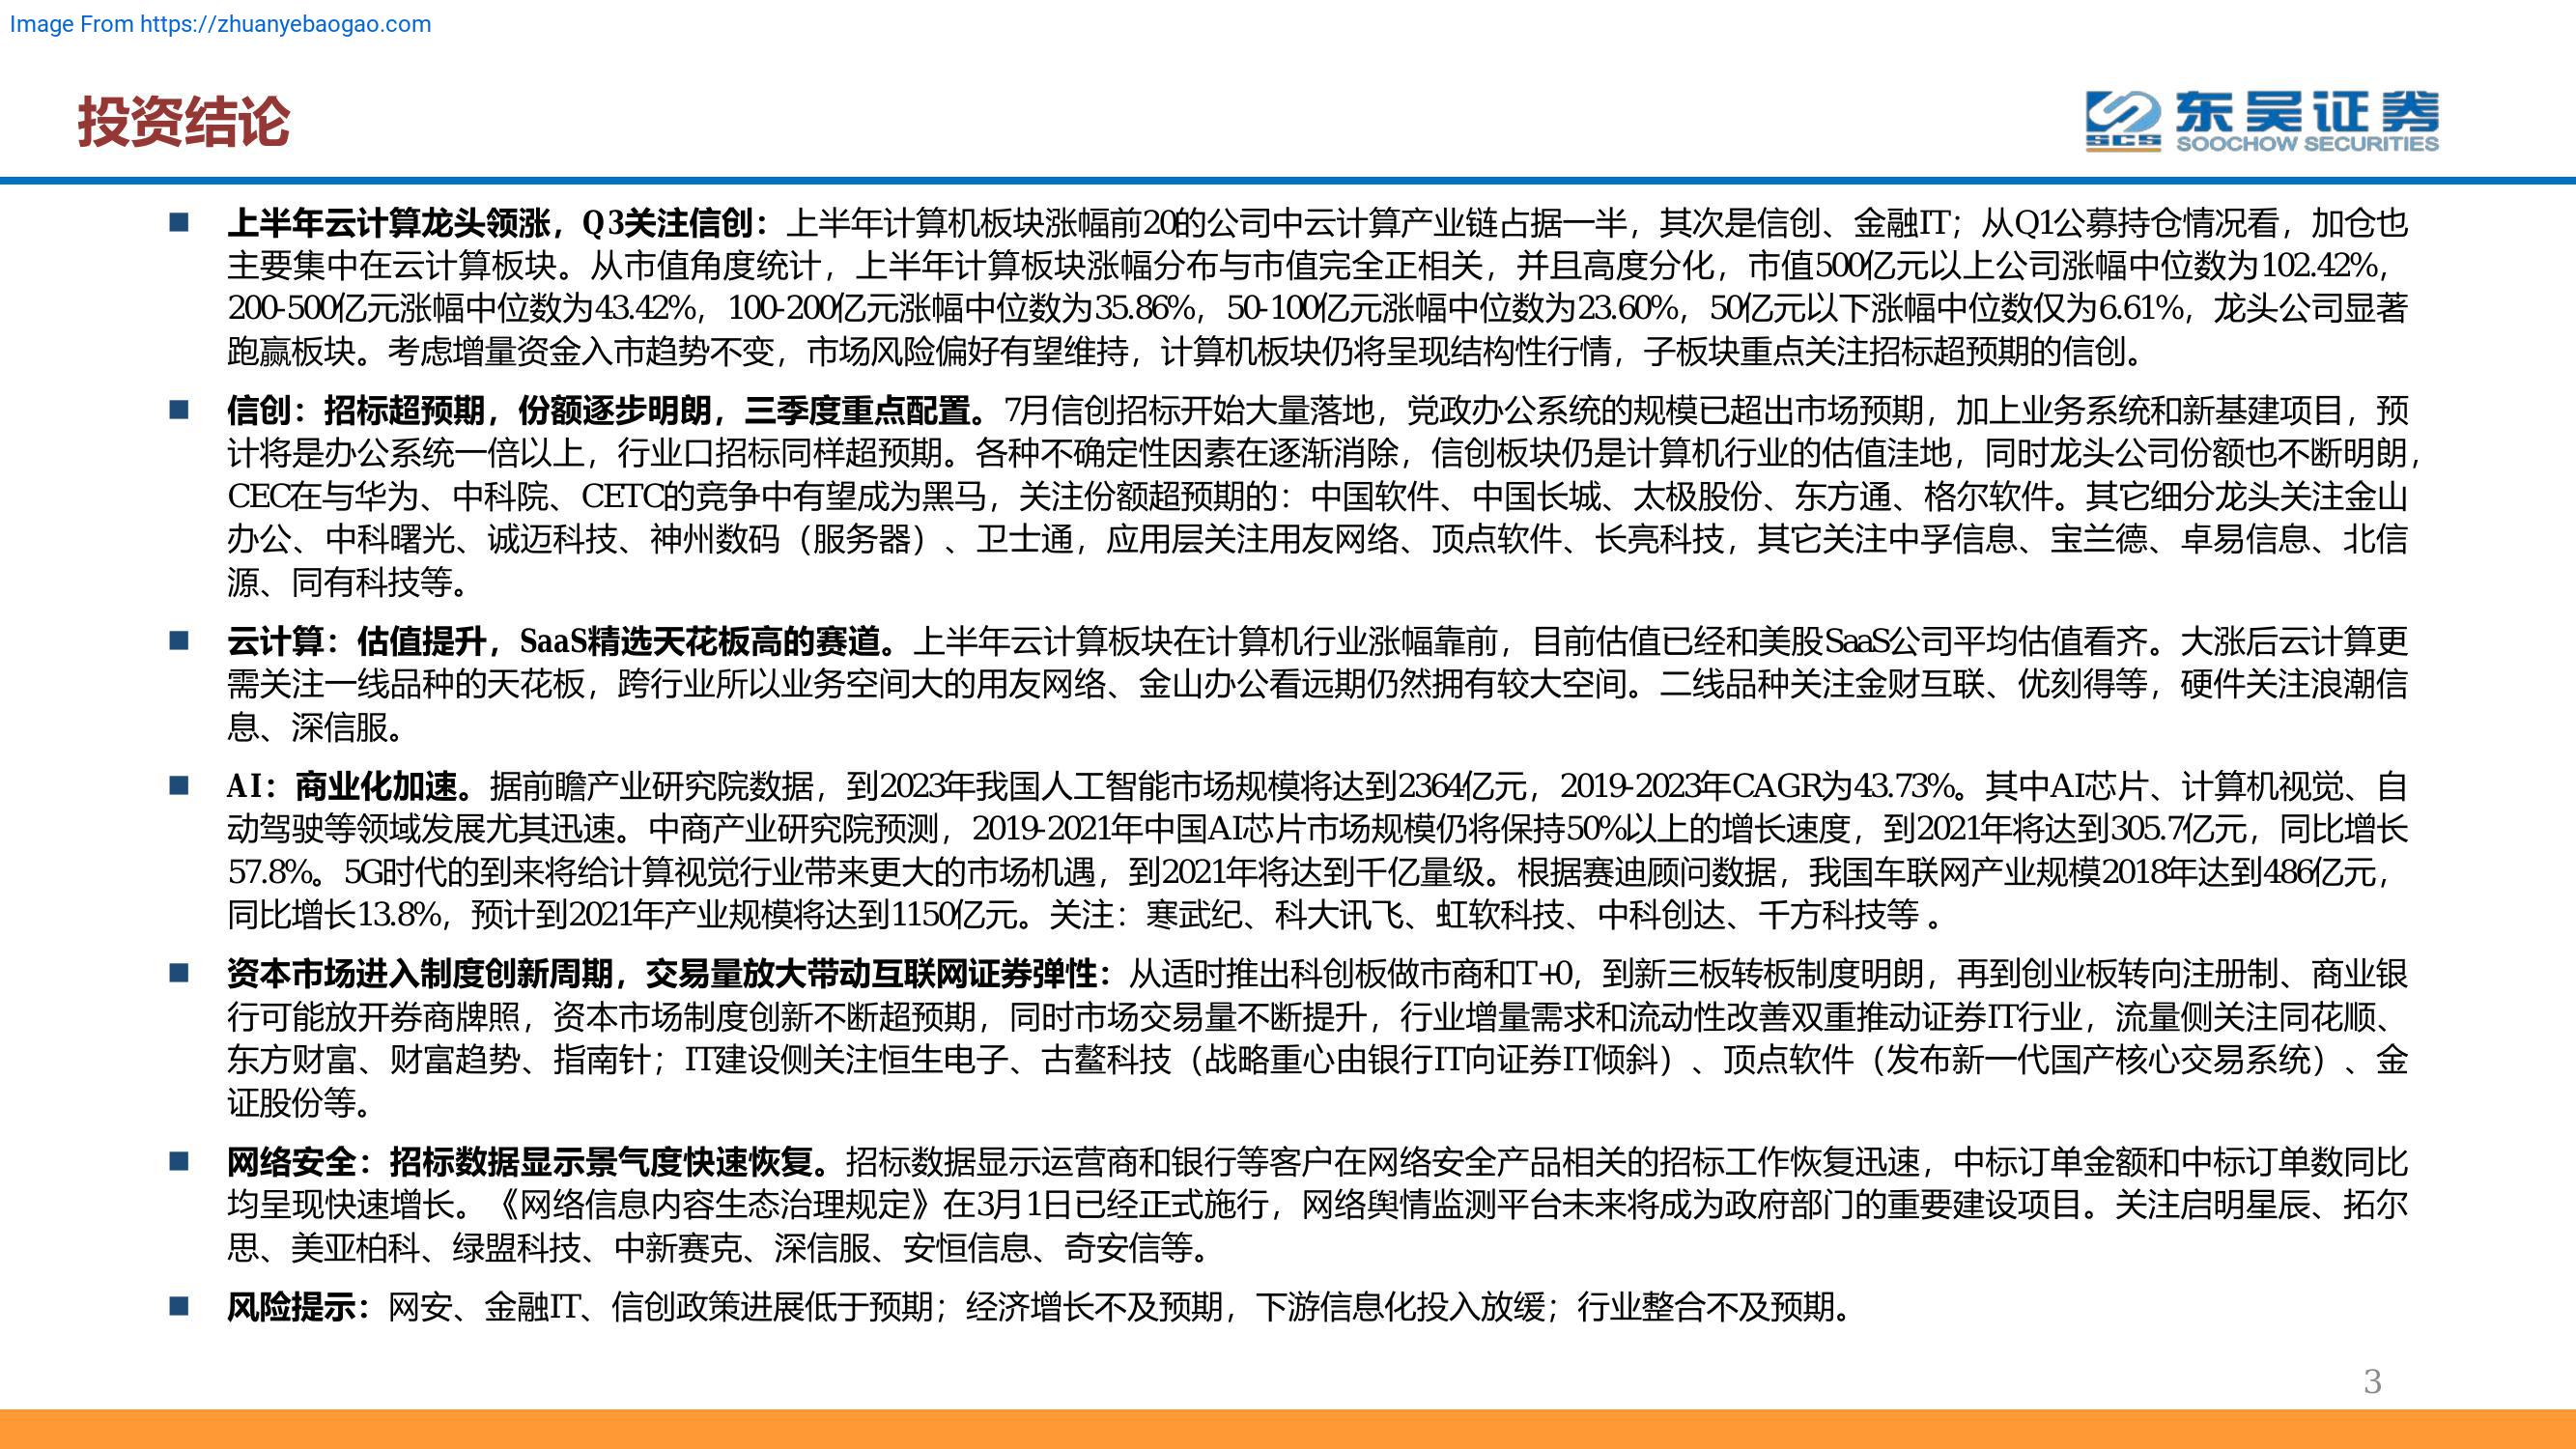 Image From https://zhuanyebaogao.com
投资结论
东吴证券
SCS
SOOCHOW SECURITIES
■ 上半年云计算龙头领涨，Q3关注信创：上半年计算机板块涨幅前20的公司中云计算产业链占据一半，其次是信创、金融IT；从Q1公募持仓情况看，加仓也
主要集中在云计算板块。从市值角度统计，上半年计算板块涨幅分布与市值完全正相关，并且高度分化，市值500亿元以上公司涨幅中位数为102.42%，
200-500亿元涨幅中位数为43.42%，100-200亿元涨幅中位数为35.86%，50-100亿元涨幅中位数为23.60%，50亿元以下涨幅中位数仅为6.61%，龙头公司显著
跑赢板块。考虑增量资金入市趋势不变，市场风险偏好有望维持，计算机板块仍将呈现结构性行情，子板块重点关注招标超预期的信创。
■ 信创：招标超预期，份额逐步明朗，三季度重点配置。7月信创招标开始大量落地，党政办公系统的规模已超出市场预期，加上业务系统和新基建项目，预
计将是办公系统一倍以上，行业口招标同样超预期。各种不确定性因素在逐渐消除，信创板块仍是计算机行业的估值洼地，同时龙头公司份额也不断明朗，
CEC在与华为、中科院、CETC的竞争中有望成为黑马，关注份额超预期的：中国软件、中国长城、太极股份、东方通、格尔软件。其它细分龙头关注金山
办公、中科曙光、诚迈科技、神州数码（服务器）、卫士通，应用层关注用友网络、顶点软件、长亮科技，其它关注中孚信息、宝兰德、卓易信息、北信
源、同有科技等。
■ 云计算：估值提升，SaaS精选天花板高的赛道。上半年云计算板块在计算机行业涨幅靠前，目前估值已经和美股SaaS公司平均估值看齐。大涨后云计算更
需关注一线品种的天花板，跨行业所以业务空间大的用友网络、金山办公看远期仍然拥有较大空间。二线品种关注金财互联、优刻得等，硬件关注浪潮信
息、深信服。
■ AI：商业化加速。据前瞻产业研究院数据，到2023年我国人工智能市场规模将达到2364亿元，2019-2023年CAGR为43.73%。其中AI芯片、计算机视觉、自
动驾驶等领域发展尤其迅速。中商产业研究院预测，2019-2021年中国AI芯片市场规模仍将保持50%以上的增长速度，到2021年将达到305.7亿元，同比增长
57.8%。5G时代的到来将给计算视觉行业带来更大的市场机遇，到2021年将达到千亿量级。根据赛迪顾问数据，我国车联网产业规模2018年达到486亿元，
同比增长13.8%，预计到2021年产业规模将达到1150亿元。关注：寒武纪、科大讯飞、虹软科技、中科创达、千方科技等 。
■ 资本市场进入制度创新周期，交易量放大带动互联网证券弹性：从适时推出科创板做市商和T+0，到新三板转板制度明朗，再到创业板转向注册制、商业银
行可能放开券商牌照，资本市场制度创新不断超预期，同时市场交易量不断提升，行业增量需求和流动性改善双重推动证券IT行业，流量侧关注同花顺、
东方财富、财富趋势、指南针；IT建设侧关注恒生电子、古鳌科技（战略重心由银行IT向证券IT倾斜）、顶点软件（发布新一代国产核心交易系统）、金
证股份等。
■ 网络安全：招标数据显示景气度快速恢复。招标数据显示运营商和银行等客户在网络安全产品相关的招标工作恢复迅速，中标订单金额和中标订单数同比
均呈现快速增长。《网络信息内容生态治理规定》在3月1日已经正式施行，网络舆情监测平台未来将成为政府部门的重要建设项目。关注启明星辰、拓尔
思、美亚柏科、绿盟科技、中新赛克、深信服、安恒信息、奇安信等。
■ 风险提示：网安、金融IT、信创政策进展低于预期；经济增长不及预期，下游信息化投入放缓；行业整合不及预期。
3